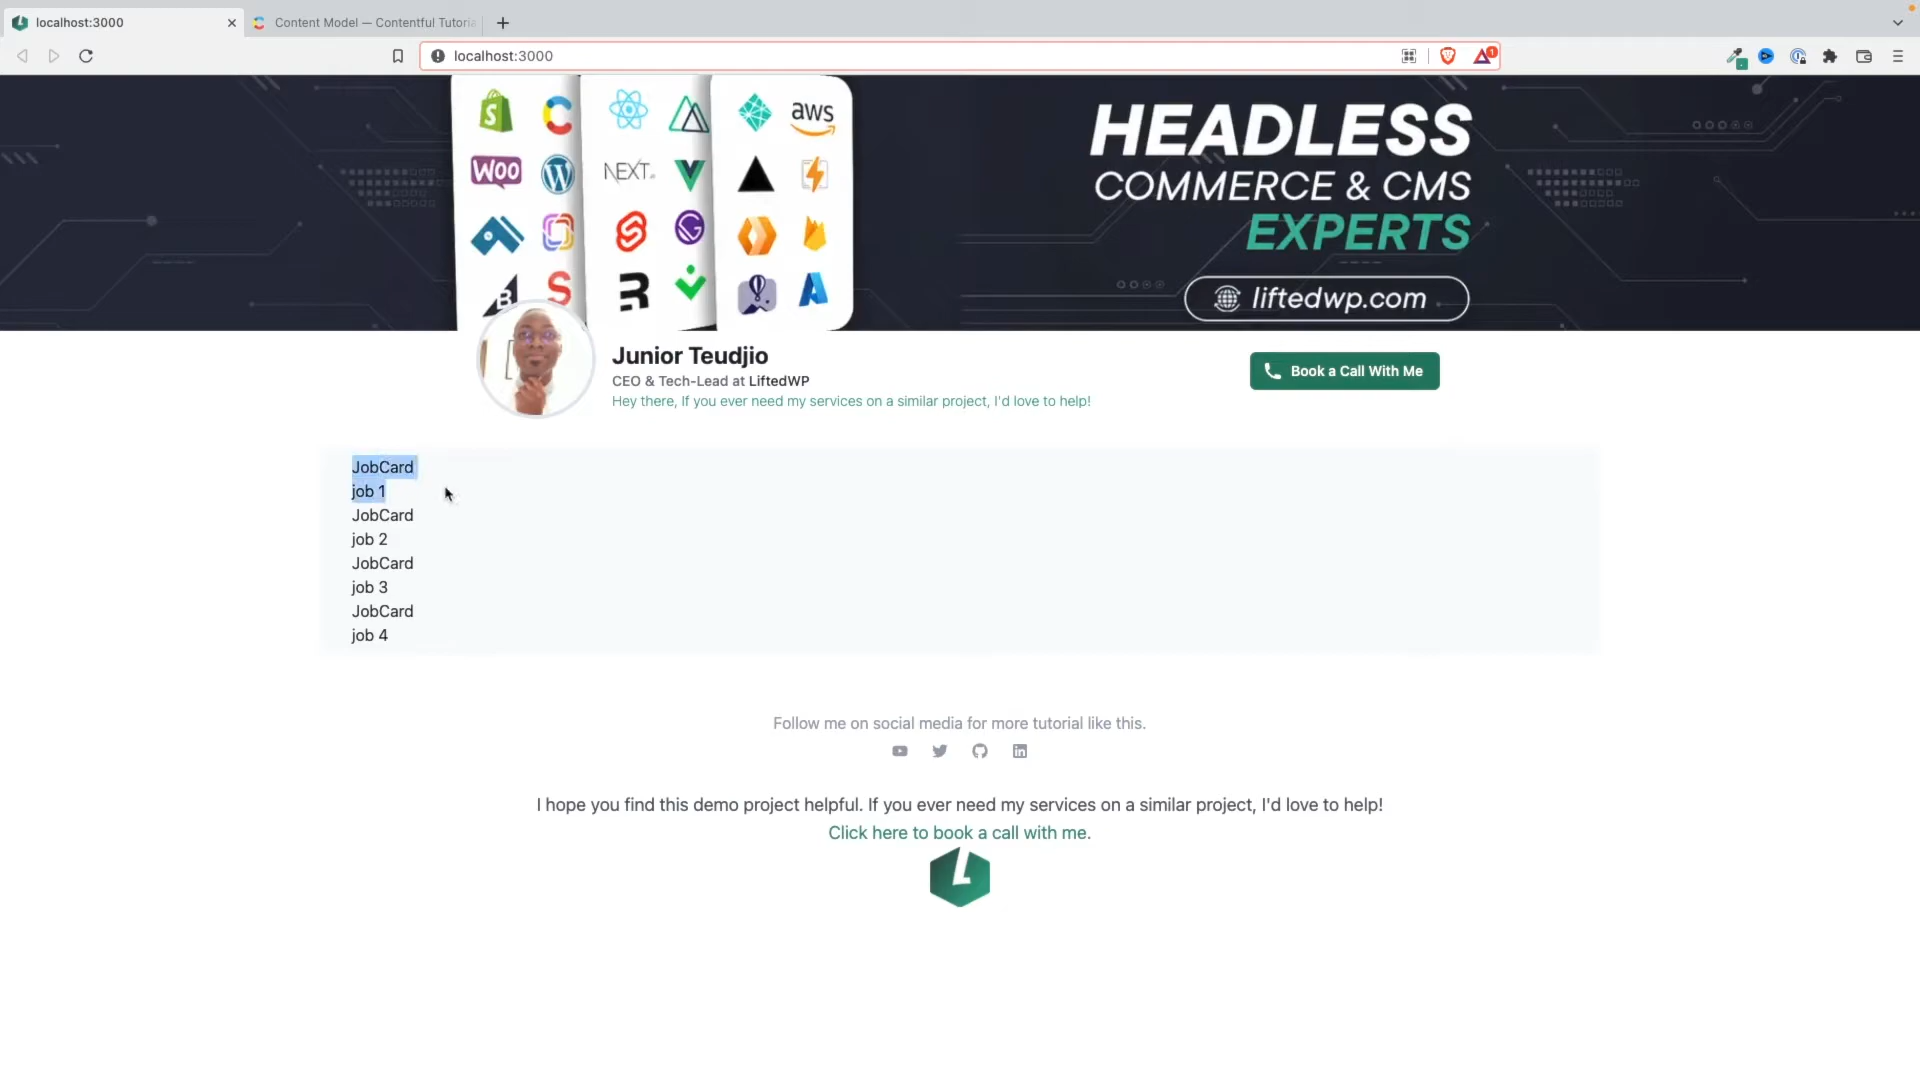 localhost:3000
Content Model — Contentful Tutoria
localhost:3000
1
aws
WOO
NEXT.
HEADLESS
COMMERCE & CMS
EXPERTS
liftedwp.com
Junior Teudjio
CEO & Tech-Lead at LiftedWP
Hey there, If you ever need my services on a similar project, I'd love to help!
Book a Call With Me
JobCard
job 1
JobCard
job 2
JobCard
job 3
JobCard
job 4
Follow me on social media for more tutorial like this.
I hope you find this demo project helpful. If you ever need my services on a similar project, I'd love to help!
Click here to book a call with me.